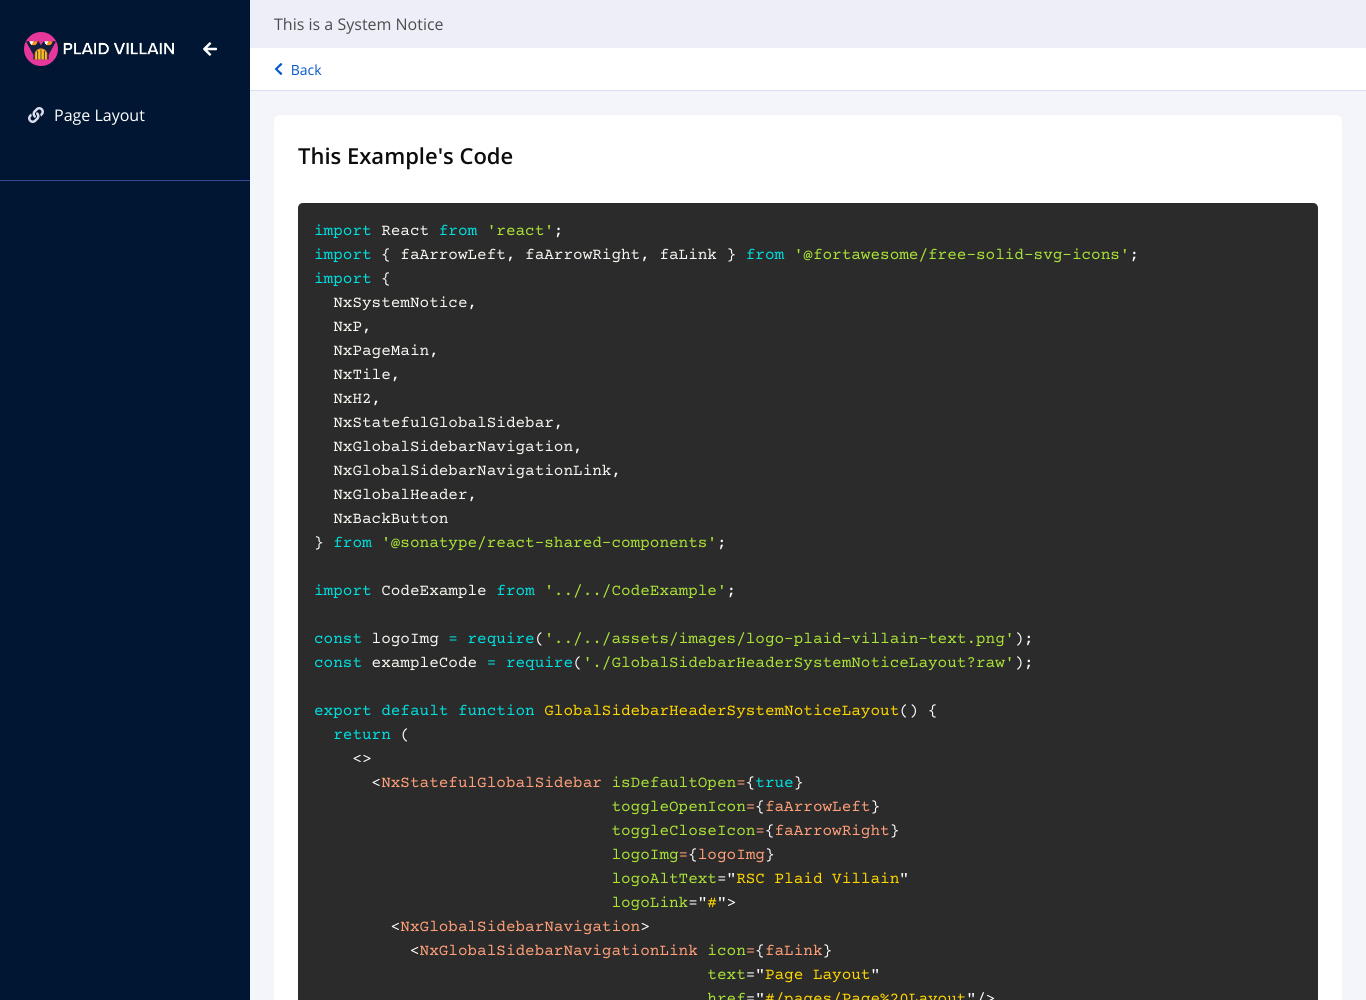 This is a System Notice
PLAID VILLAIN
Back
Page Layout
This Example's Code
import React from 'react';
import { faArrowLeft, faArrowRight, faLink } from '@fortawesome/free-solid-svg-icons';
import {
  NxSystemNotice,
  NxP,
  NxPageMain,
  NxTile,
  NxH2,
  NxStatefulGlobalSidebar,
  NxGlobalSidebarNavigation,
  NxGlobalSidebarNavigationLink,
  NxGlobalHeader,
  NxBackButton
} from '@sonatype/react-shared-components';
import CodeExample from '../../CodeExample';
const logoImg = require('../../assets/images/logo-plaid-villain-text.png');
const exampleCode = require('./GlobalSidebarHeaderSystemNoticeLayout?raw');
export default function GlobalSidebarHeaderSystemNoticeLayout() {
  return (
    <>
      <NxStatefulGlobalSidebar isDefaultOpen={true}
                               toggleOpenIcon={faArrowLeft}
                               toggleCloseIcon={faArrowRight}
                               logoImg={logoImg}
                               logoAltText="RSC Plaid Villain"
                               logoLink="#">
        <NxGlobalSidebarNavigation>
          <NxGlobalSidebarNavigationLink icon={faLink}
                                         text="Page Layout"
                                         href="#/pages/Page%20Layout"/>